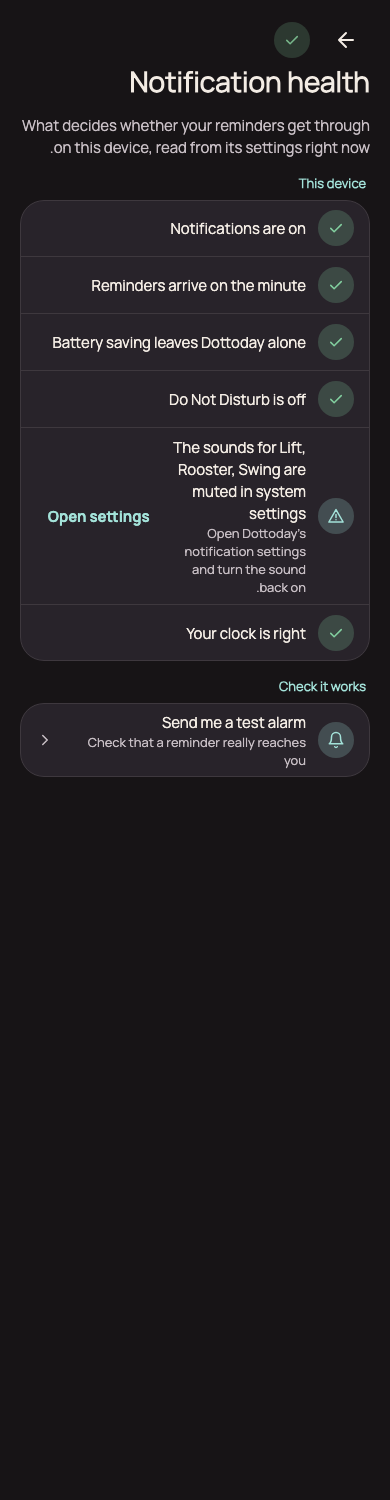 Notification health
What decides whether your reminders get through
on this device, read from its settings right now.
This device
Notifications are on
Reminders arrive on the minute
Battery saving leaves Dottoday alone
Do Not Disturb is off
The sounds for Lift,
Rooster, Swing are
muted in system
settings
Open Dottoday's
notification settings
and turn the sound
back on.
Open settings
Your clock is right
Check it works
Send me a test alarm
Check that a reminder really reaches
you